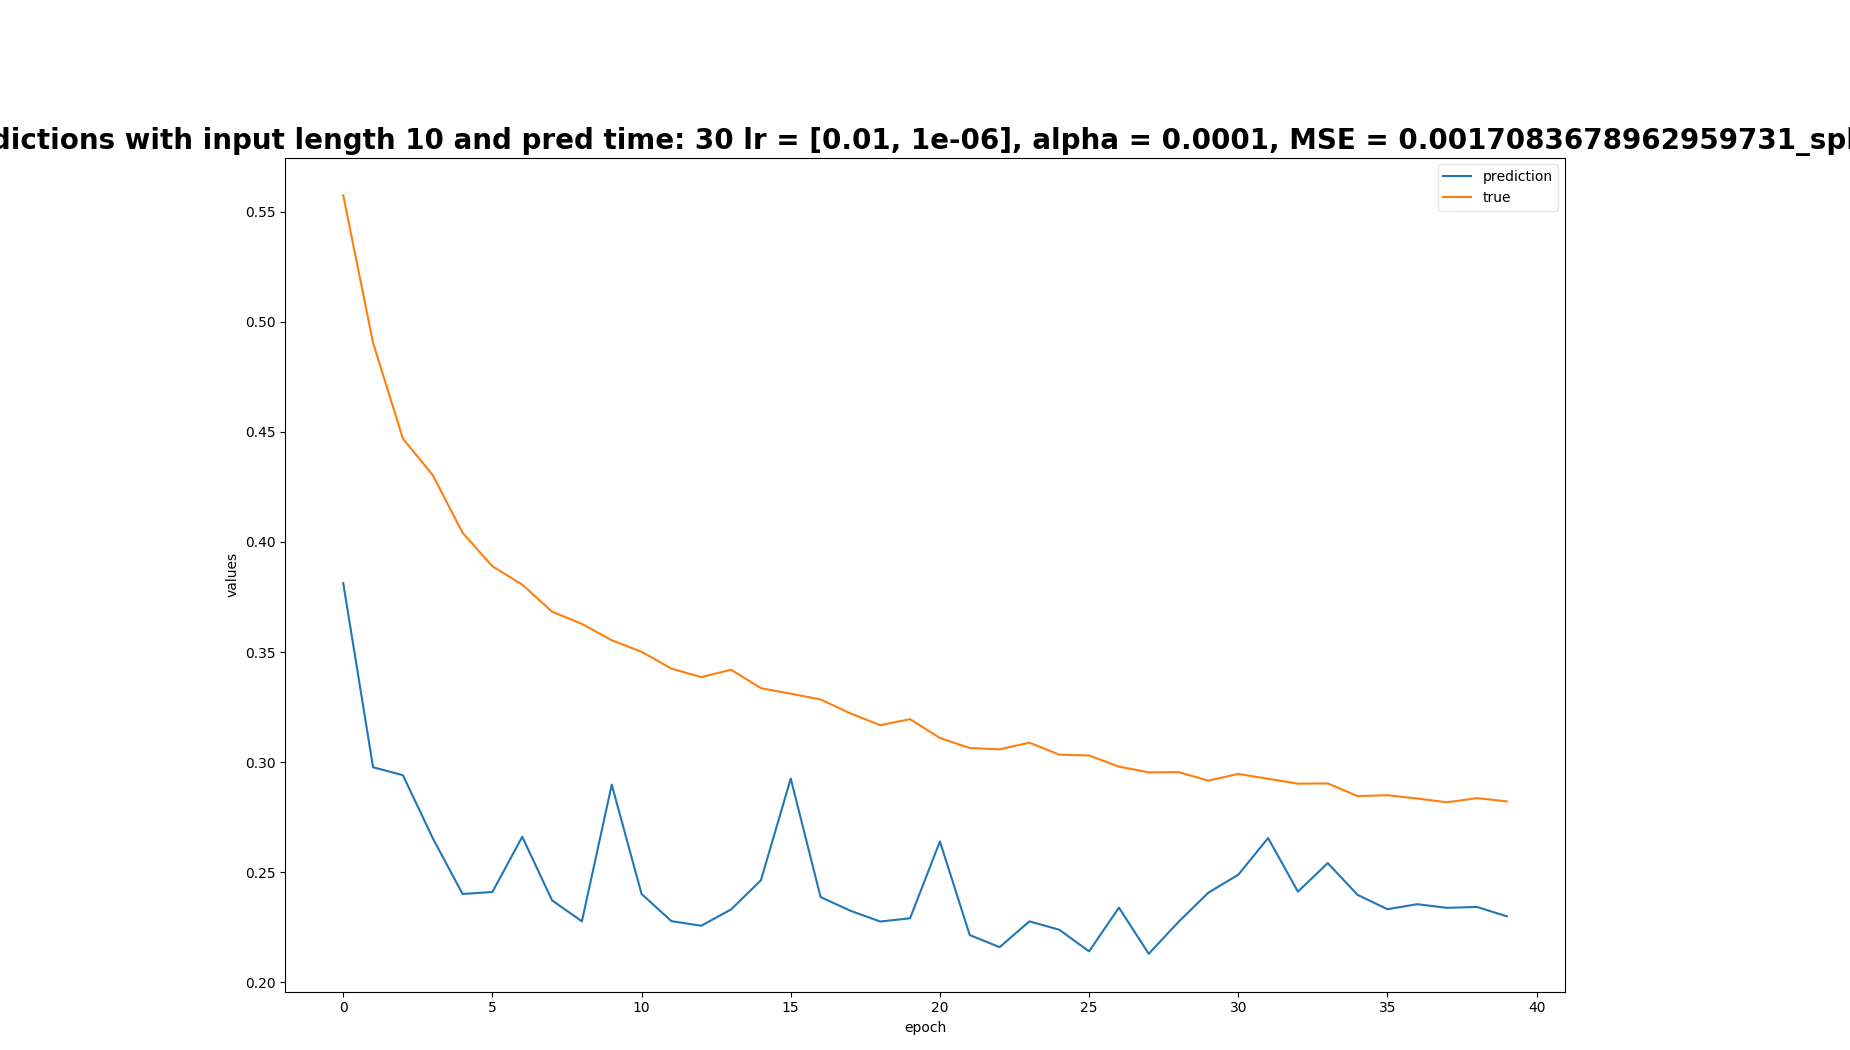 dictions with input length 10 and pred time: 30 lr = [0.01, 1e-06], alpha = 0.0001, MSE = 0.0017083678962959731_spl
prediction
true
0.55
0.50
0.45
0.40
0.35
0.30
0.25
0.20
values
0 5 10 15 20 25 30 35 40
epoch